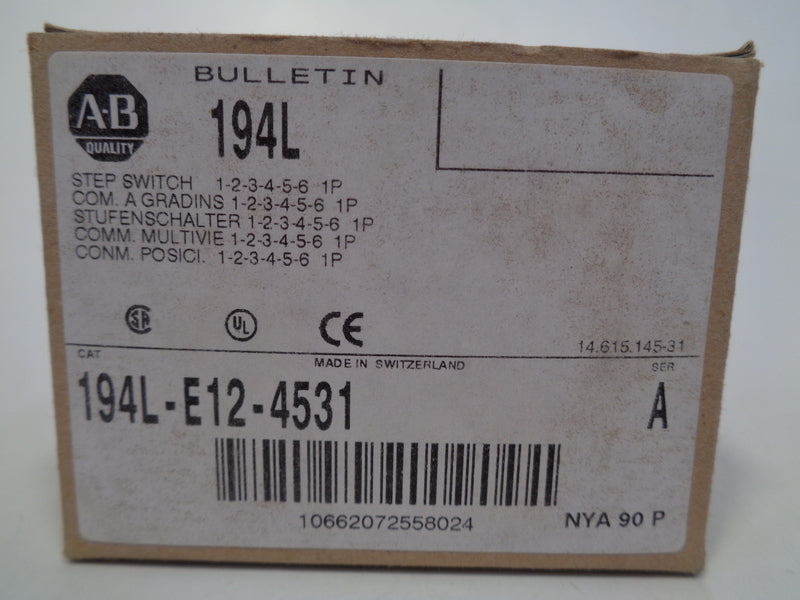 BULLETIN
A-B
QUALITY
194L
STEP SWITCH 1-2-3-4-5-6 1P
COM. A GRADINS 1-2-3-4-5-6 1P
STUFENSCHALTER 1-2-3-4-5-6 1P
COMM. MULTIVIE 1-2-3-4-5-6 1P
CONM. POSICI. 1-2-3-4-5-6 1P
SA UL CE
14.615.145-31
CAT MADE IN SWITZERLAND SER
194L-E12-4531 A
10662072558024 NYA 90 P